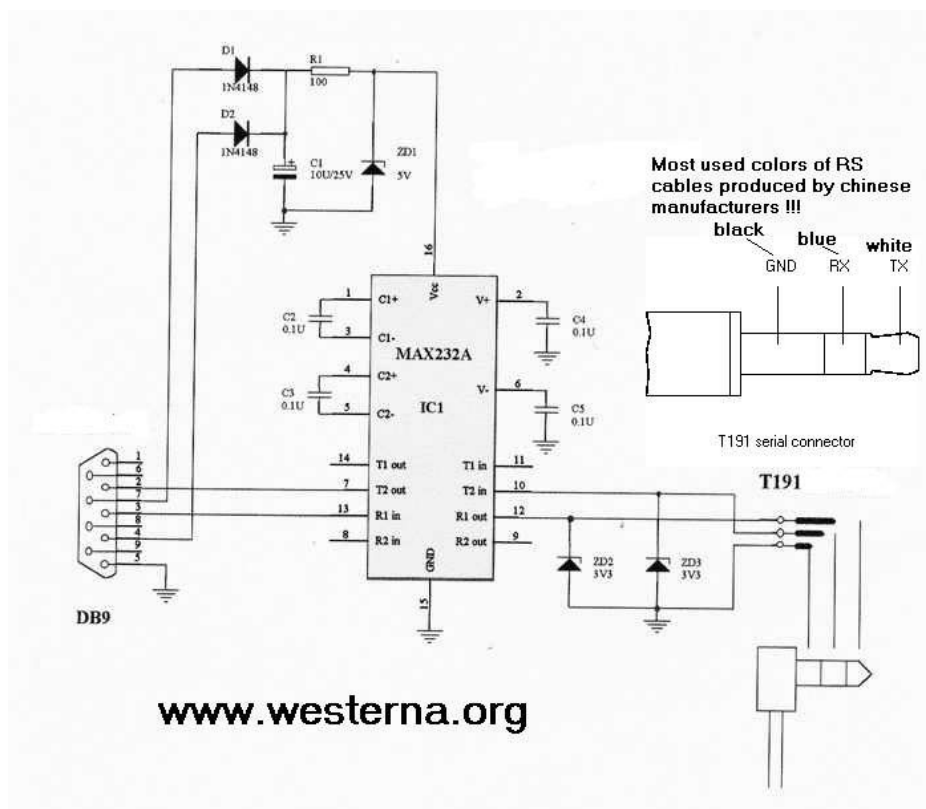 D1
1N4148
R1
100
D2
1N4148
C1
+
10U/25V
ZD1
5V
Most used colors of RS
cables produced by chinese
manufacturers !!!
black
blue
white
GND
RX
TX
T191 serial connector
16
Vcc
1
C1+
V+
2
C2
0.1U
C4
0.1U
3
C1-
MAX232A
4
C2+
C3
0.1U
IC1
V-
6
5
C2-
C5
0.1U
14
T1 out
T1 in
11
7
T2 out
T2 in
10
13
R1 in
R1 out
12
8
R2 in
R2 out
9
GND
15
1
6
2
7
3
8
4
9
5
DB9
ZD2
3V3
ZD3
3V3
T191
www.westerna.org